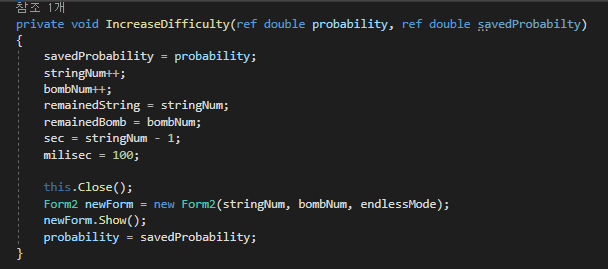 참조 1개
private void IncreaseDifficulty(ref double probability, ref double savedProbabilty)
{
savedProbability = probability;
stringNum++;
bombNum++;
remainedString = stringNum;
remainedBomb = bombNum;
sec = stringNum - 1;
milisec = 100;
this.Close();
Form2 newForm = new Form2(stringNum, bombNum, endlessMode);
newForm.Show();
probability = savedProbability;
}